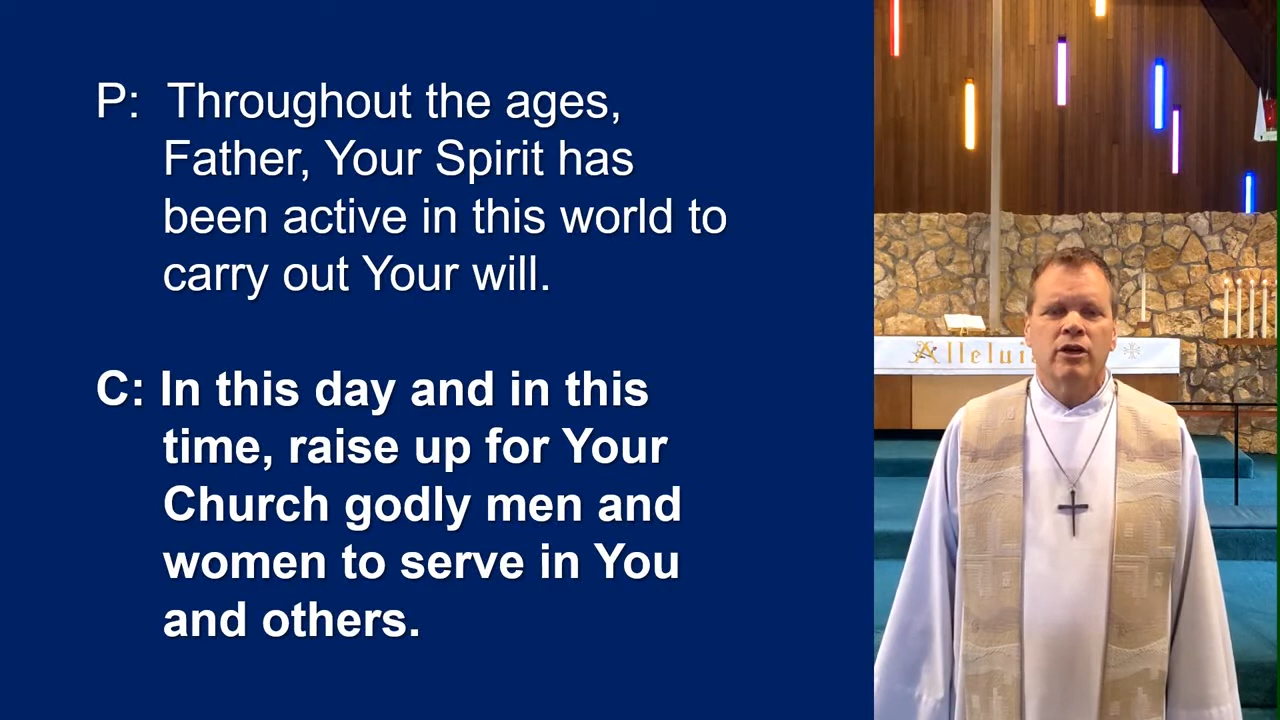 P: Throughout the ages,
Father, Your Spirit has
been active in this world to
carry out Your will.
C: In this day and in this
time, raise up for Your
Church godly men and
women to serve in You
and others.
Allelui